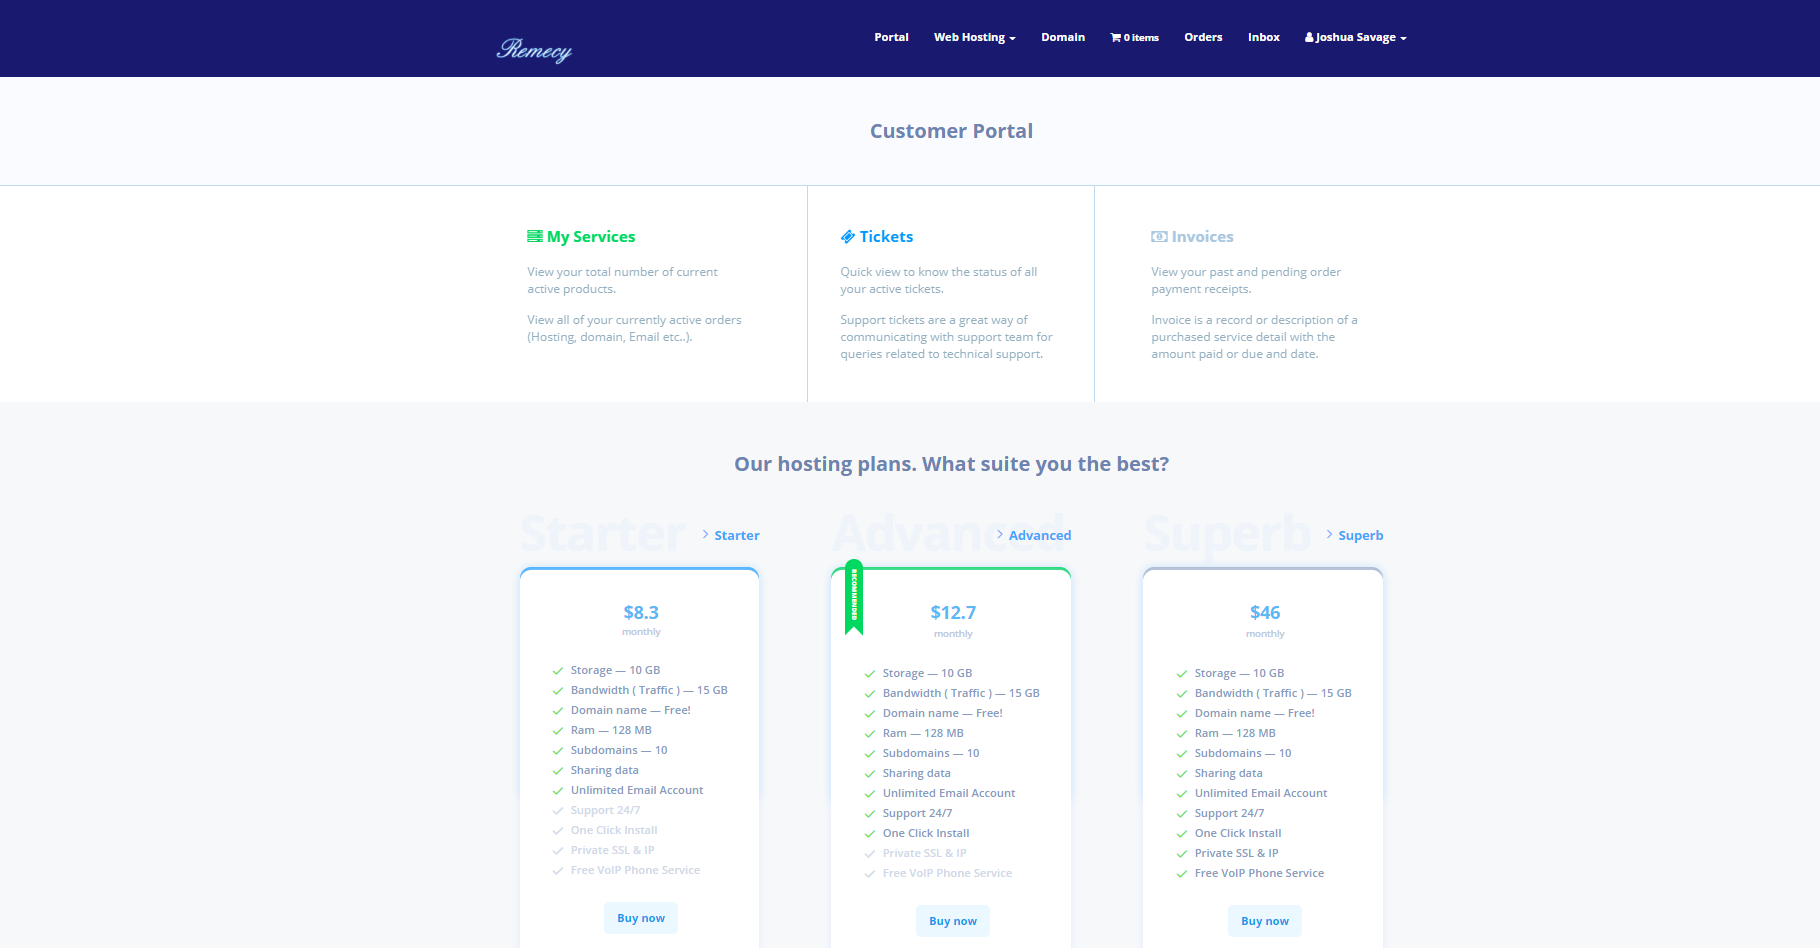 Remecy
Portal Web Hosting Domain 0 items Orders Inbox Joshua Savage
Customer Portal
My Services
View your total number of current
active products.
View all of your currently active orders
(Hosting, domain, Email etc..).
Tickets
Quick view to know the status of all
your active tickets.
Support tickets are a great way of
communicating with support team for
queries related to technical support.
Invoices
View your past and pending order
payment receipts.
Invoice is a record or description of a
purchased service detail with the
amount paid or due and date.
Our hosting plans. What suite you the best?
Starter
Starter
$8.3
monthly
Storage — 10 GB
Bandwidth ( Traffic ) — 15 GB
Domain name — Free!
Ram — 128 MB
Subdomains — 10
Sharing data
Unlimited Email Account
Support 24/7
One Click Install
Private SSL & IP
Free VoIP Phone Service
Buy now
Advanced
Advanced
RECOMMENDED
$12.7
monthly
Storage — 10 GB
Bandwidth ( Traffic ) — 15 GB
Domain name — Free!
Ram — 128 MB
Subdomains — 10
Sharing data
Unlimited Email Account
Support 24/7
One Click Install
Private SSL & IP
Free VoIP Phone Service
Buy now
Superb
Superb
$46
monthly
Storage — 10 GB
Bandwidth ( Traffic ) — 15 GB
Domain name — Free!
Ram — 128 MB
Subdomains — 10
Sharing data
Unlimited Email Account
Support 24/7
One Click Install
Private SSL & IP
Free VoIP Phone Service
Buy now